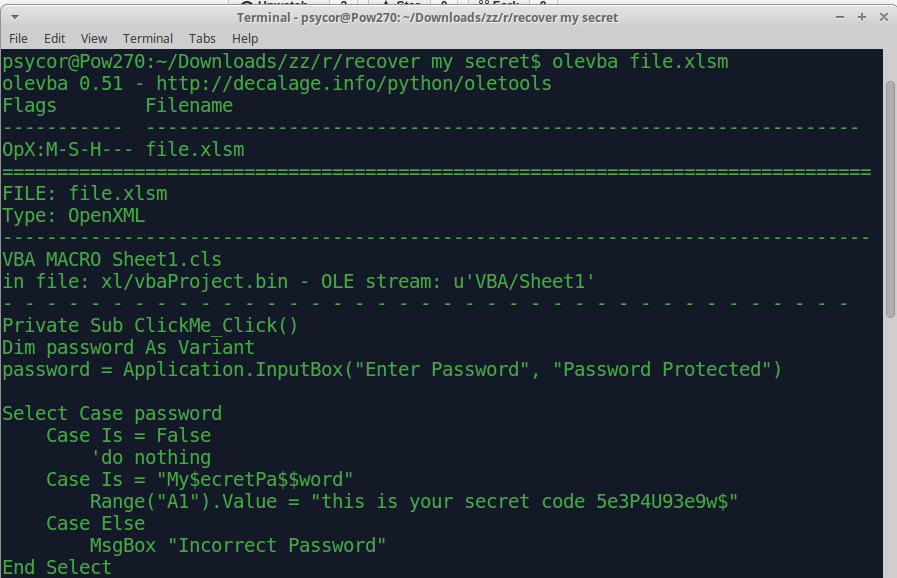 Terminal - psycor@Pow270: ~/Downloads/zz/r/recover my secret
File Edit View Terminal Tabs Help
psycor@Pow270:~/Downloads/zz/r/recover my secret$ olevba file.xlsm
olevba 0.51 - http://decalage.info/python/oletools
Flags        Filename
-----------  -----------------------------------------------------------------
OpX:M-S-H--- file.xlsm
===============================================================================
FILE: file.xlsm
Type: OpenXML
-------------------------------------------------------------------------------
VBA MACRO Sheet1.cls
in file: xl/vbaProject.bin - OLE stream: u'VBA/Sheet1'
- - - - - - - - - - - - - - - - - - - - - - - - - - - - - - - - - - - - - - -
Private Sub ClickMe_Click()
Dim password As Variant
password = Application.InputBox("Enter Password", "Password Protected")

Select Case password
    Case Is = False
        'do nothing
    Case Is = "My$ecretPa$$word"
        Range("A1").Value = "this is your secret code 5e3P4U93e9w$"
    Case Else
        MsgBox "Incorrect Password"
End Select